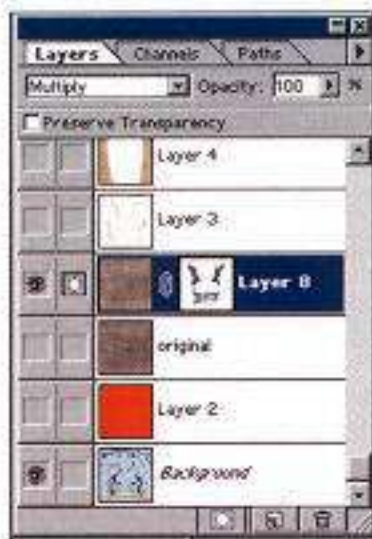 Layers Channels Paths
Multiply Opacity: 100 %
Preserve Transparency
Layer 4
Layer 3
Layer 8
original
Layer 2
Background